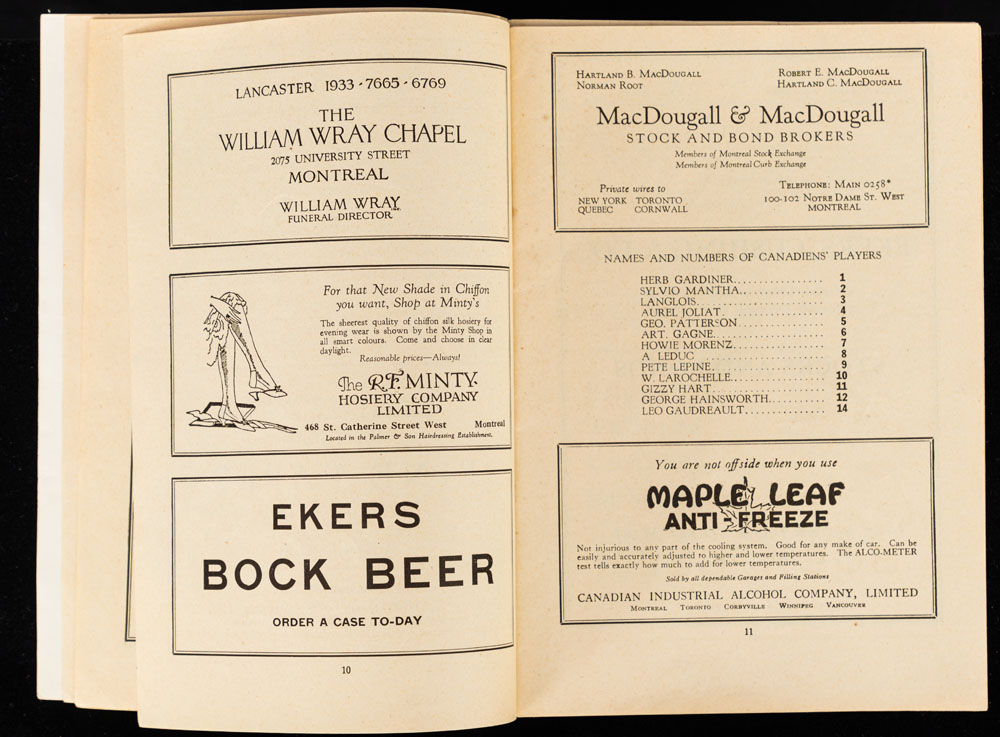 LANCASTER 1933 - 7665 - 6769
THE
WILLIAM WRAY CHAPEL
2075 UNIVERSITY STREET
MONTREAL
WILLIAM WRAY
FUNERAL DIRECTOR
For that New Shade in Chiffon
you want, Shop at Minty's
The sheerest quality of chiffon silk hosiery for
evening wear is shown by the Minty Shop in
all smart colours. Come and choose in clear
daylight.
Reasonable prices—Always!
The R.F. MINTY
HOSIERY COMPANY
LIMITED
468 St. Catherine Street West Montreal
Located in the Palmer & Son Hairdressing Establishment.
EKERS
BOCK BEER
ORDER A CASE TO-DAY
10
HARTLAND B. MACDOUGALL ROBERT E. MACDOUGALL
NORMAN ROOT HARTLAND C. MACDOUGALL
MacDougall & MacDougall
STOCK AND BOND BROKERS
Members of Montreal Stock Exchange
Members of Montreal Curb Exchange
Private wires to TELEPHONE: MAIN 0258*
NEW YORK TORONTO 100-102 NOTRE DAME ST. WEST
QUEBEC CORNWALL MONTREAL
NAMES AND NUMBERS OF CANADIENS' PLAYERS
HERB GARDINER................ 1
SYLVIO MANTHA................ 2
LANGLOIS...................... 3
AUREL JOLIAT.................. 4
GEO. PATTERSON............... 5
ART. GAGNE.................... 6
HOWIE MORENZ................. 7
A LEDUC ..................... 8
PETE LEPINE................... 9
W. LAROCHELLE................ 10
GIZZY HART.................... 11
GEORGE HAINSWORTH.......... 12
LEO GAUDREAULT.............. 14
You are not offside when you use
MAPLE LEAF
ANTI-FREEZE
Not injurious to any part of the cooling system. Good for any make of car. Can be
easily and accurately adjusted to higher and lower temperatures. The ALCO-METER
test tells exactly how much to add for lower temperatures.
Sold by all dependable Garages and Filling Stations
CANADIAN INDUSTRIAL ALCOHOL COMPANY, LIMITED
MONTREAL TORONTO CORBYVILLE WINNIPEG VANCOUVER
11